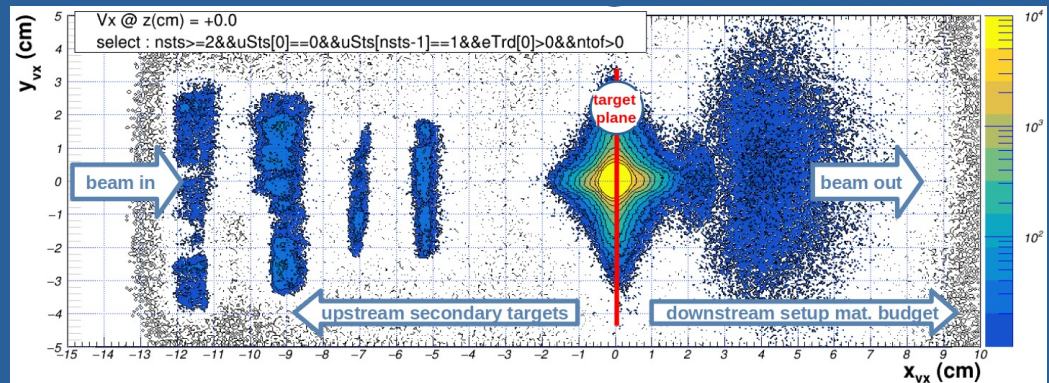 Vx @ z(cm) = +0.0
select : nsts>=2&&uSts[0]==0&&uSts[nsts-1]==1&&eTrd[0]>0&&ntof>0
y_vx (cm)
5
4
3
2
1
0
−1
−2
−3
−4
−5
target
plane
beam in
beam out
upstream secondary targets
downstream setup mat. budget
10^4
10^3
10^2
−15 −14 −13 −12 −11 −10 −9 −8 −7 −6 −5 −4 −3 −2 −1 0 1 2 3 4 5 6 7 8 9 10
x_vx (cm)